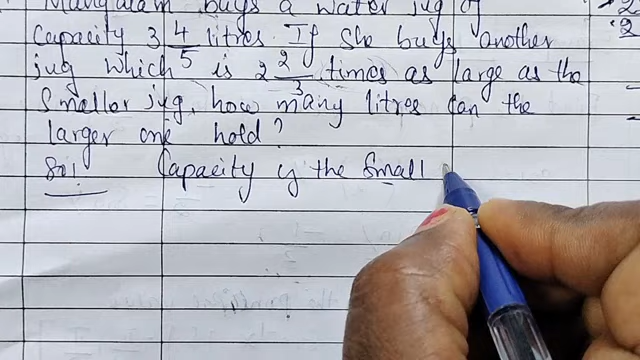 Mangalam buys a water jug of
Capacity 3 4/5 litres. If she buys another
jug which is 2 2/3 times as large as the
Smaller jug, how many litres can the
larger one hold?
Sol Capacity of the Small